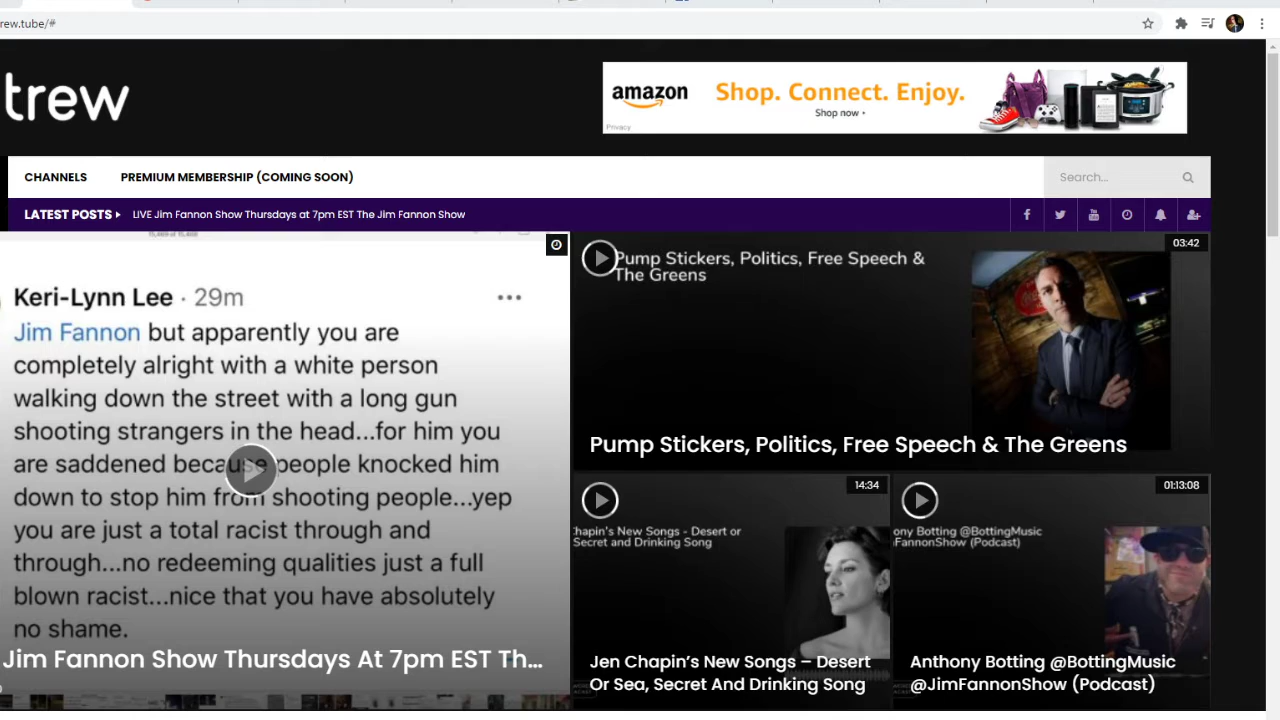 rew.tube/#
trew
amazon
Shop. Connect. Enjoy.
Shop now
Privacy
CHANNELS
PREMIUM MEMBERSHIP (COMING SOON)
Search...
LATEST POSTS
LIVE Jim Fannon Show Thursdays at 7pm EST The Jim Fannon Show
Keri-Lynn Lee · 29m
Jim Fannon but apparently you are
completely alright with a white person
walking down the street with a long gun
shooting strangers in the head...for him you
are saddened because people knocked him
down to stop him from shooting people...yep
you are just a total racist through and
through...no redeeming qualities just a full
blown racist...nice that you have absolutely
no shame.
Jim Fannon Show Thursdays At 7pm EST Th...
03:42
Pump Stickers, Politics, Free Speech &
The Greens
Pump Stickers, Politics, Free Speech & The Greens
14:34
hapin's New Songs - Desert or
Secret and Drinking Song
Jen Chapin's New Songs – Desert
Or Sea, Secret And Drinking Song
01:13:08
ony Botting @BottingMusic
FannonShow (Podcast)
Anthony Botting @BottingMusic
@JimFannonShow (Podcast)